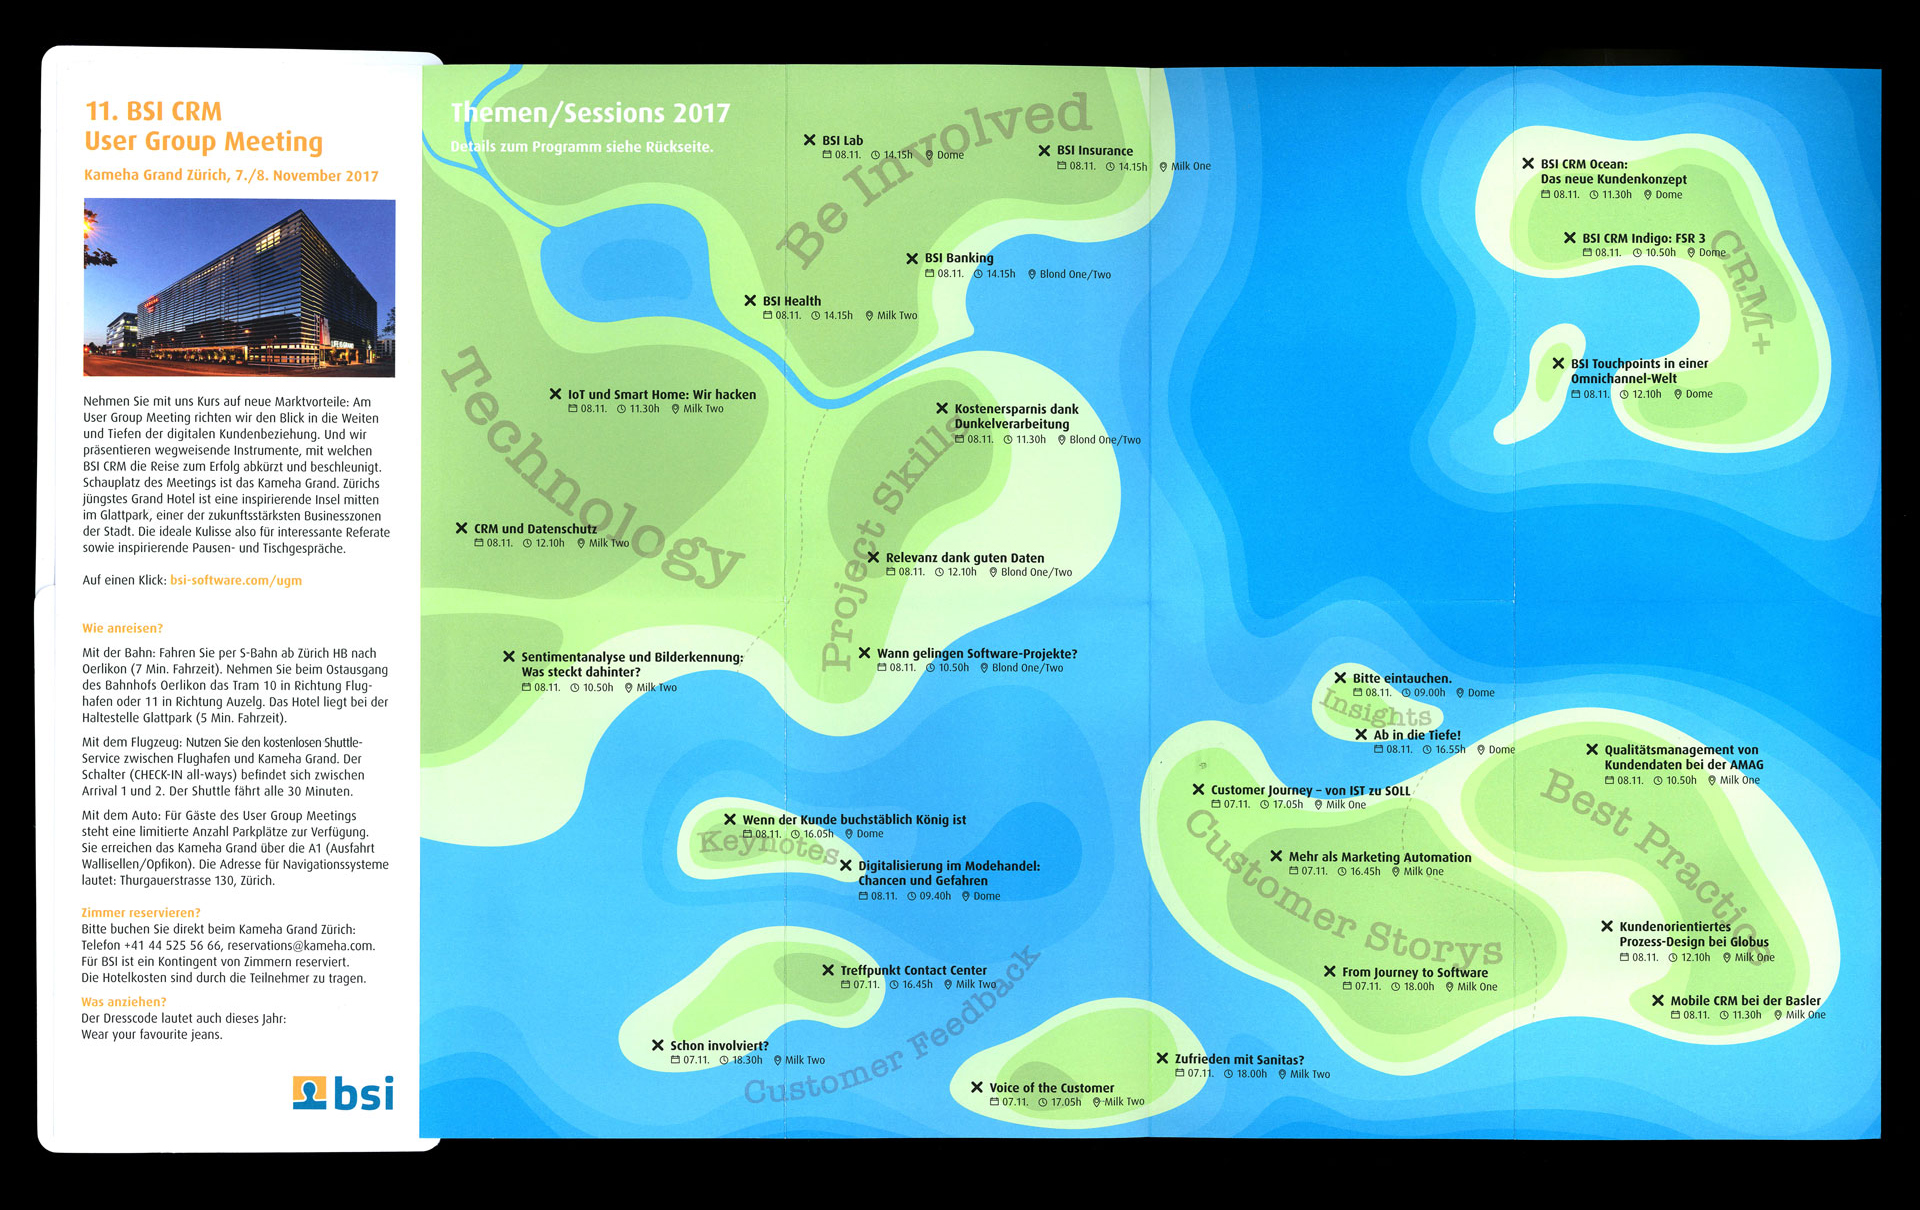 11. BSI CRM
User Group Meeting
Kameha Grand Zürich, 7./8. November 2017
Nehmen Sie mit uns Kurs auf neue Marktvorteile: Am
User Group Meeting richten wir den Blick in die Weiten
und Tiefen der digitalen Kundenbeziehung. Und wir
präsentieren wegweisende Instrumente, mit welchen
BSI CRM die Reise zum Erfolg abkürzt und beschleunigt.
Schauplatz des Meetings ist das Kameha Grand. Zürichs
jüngstes Grand Hotel ist eine inspirierende Insel mitten
im Glattpark, einer der zukunftsstärksten Businesszonen
der Stadt. Die ideale Kulisse also für interessante Referate
sowie inspirierende Pausen- und Tischgespräche.
Auf einen Klick: bsi-software.com/ugm
Wie anreisen?
Mit der Bahn: Fahren Sie per S-Bahn ab Zürich HB nach
Oerlikon (7 Min. Fahrzeit). Nehmen Sie beim Ostausgang
des Bahnhofs Oerlikon das Tram 10 in Richtung Flug-
hafen oder 11 in Richtung Auzelg. Das Hotel liegt bei der
Haltestelle Glattpark (5 Min. Fahrzeit).
Mit dem Flugzeug: Nutzen Sie den kostenlosen Shuttle-
Service zwischen Flughafen und Kameha Grand. Der
Schalter (CHECK-IN all-ways) befindet sich zwischen
Arrival 1 und 2. Der Shuttle fährt alle 30 Minuten.
Mit dem Auto: Für Gäste des User Group Meetings
steht eine limitierte Anzahl Parkplätze zur Verfügung.
Sie erreichen das Kameha Grand über die A1 (Ausfahrt
Wallisellen/Opfikon). Die Adresse für Navigationssysteme
lautet: Thurgauerstrasse 130, Zürich.
Zimmer reservieren?
Bitte buchen Sie direkt beim Kameha Grand Zürich:
Telefon +41 44 525 56 66, reservations@kameha.com.
Für BSI ist ein Kontingent von Zimmern reserviert.
Die Hotelkosten sind durch die Teilnehmer zu tragen.
Was anziehen?
Der Dresscode lautet auch dieses Jahr:
Wear your favourite jeans.
bsi
Themen/Sessions 2017
Details zum Programm siehe Rückseite.
Be Involved
BSI Lab
08.11. 14.15h Dome
BSI Insurance
08.11. 14.15h Milk One
BSI Banking
08.11. 14.15h Blond One/Two
BSI Health
08.11. 14.15h Milk Two
CRM+
BSI CRM Ocean:
Das neue Kundenkonzept
08.11. 11.30h Dome
BSI CRM Indigo: FSR 3
08.11. 10.50h Dome
BSI Touchpoints in einer
Omnichannel-Welt
08.11. 12.10h Dome
Technology
IoT und Smart Home: Wir hacken
08.11. 11.30h Milk Two
CRM und Datenschutz
08.11. 12.10h Milk Two
Sentimentanalyse und Bilderkennung:
Was steckt dahinter?
08.11. 10.50h Milk Two
Project Skills
Kostenersparnis dank
Dunkelverarbeitung
08.11. 11.30h Blond One/Two
Relevanz dank guten Daten
08.11. 12.10h Blond One/Two
Wann gelingen Software-Projekte?
08.11. 10.50h Blond One/Two
Insights
Bitte eintauchen.
08.11. 09.00h Dome
Ab in die Tiefe!
08.11. 16.55h Dome
Keynotes
Wenn der Kunde buchstäblich König ist
08.11. 16.05h Dome
Digitalisierung im Modehandel:
Chancen und Gefahren
08.11. 09.40h Dome
Customer Storys
Customer Journey – von IST zu SOLL
07.11. 17.05h Milk One
Mehr als Marketing Automation
07.11. 16.45h Milk One
From Journey to Software
07.11. 18.00h Milk One
Best Practice
Qualitätsmanagement von
Kundendaten bei der AMAG
08.11. 10.50h Milk One
Kundenorientiertes
Prozess-Design bei Globus
08.11. 12.10h Milk One
Mobile CRM bei der Basler
08.11. 11.30h Milk One
Customer Feedback
Treffpunkt Contact Center
07.11. 16.45h Milk Two
Schon involviert?
07.11. 18.30h Milk Two
Voice of the Customer
07.11. 17.05h Milk Two
Zufrieden mit Sanitas?
07.11. 18.00h Milk Two